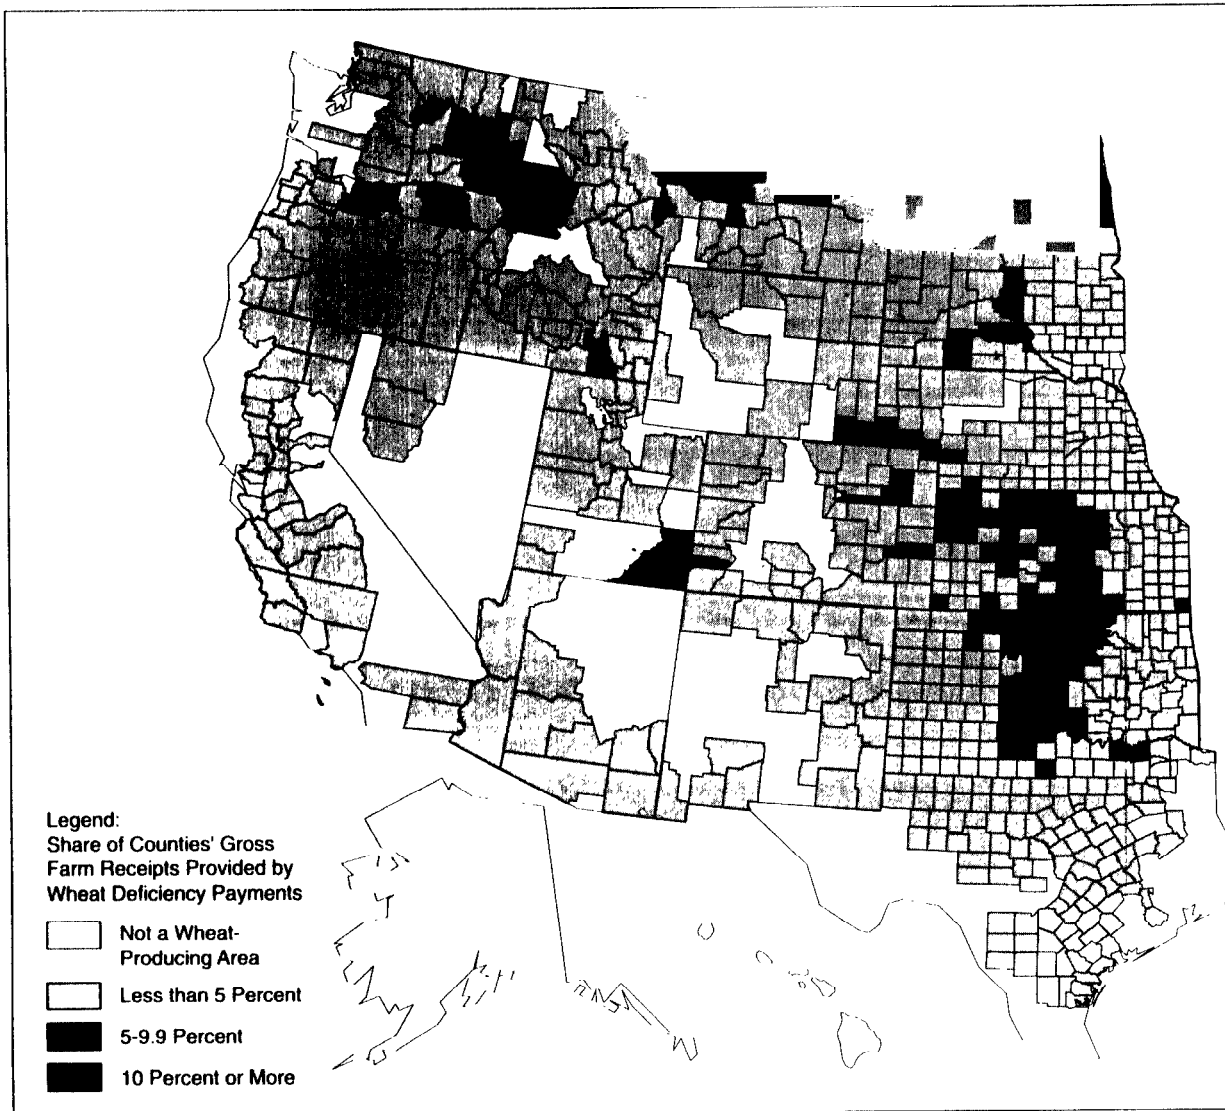 Legend:
Share of Counties' Gross
Farm Receipts Provided by
Wheat Deficiency Payments
Not a Wheat-
Producing Area
Less than 5 Percent
5-9.9 Percent
10 Percent or More